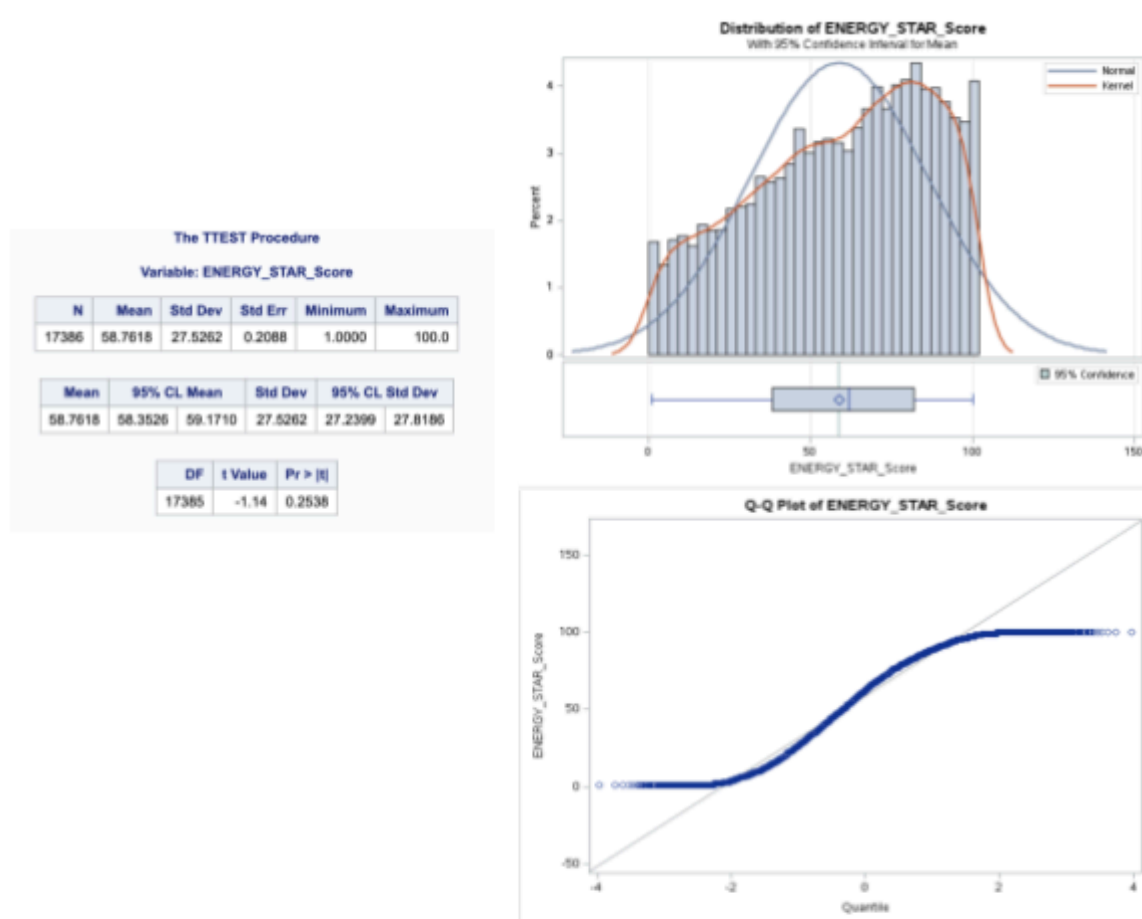 The TTEST Procedure
Variable: ENERGY_STAR_Score
N Mean Std Dev Std Err Minimum Maximum
17386 58.7618 27.5262 0.2088 1.0000 100.0
Mean 95% CL Mean Std Dev 95% CL Std Dev
58.7618 58.3526 59.1710 27.5262 27.2399 27.8186
DF t Value Pr > |t|
17385 -1.14 0.2538
Distribution of ENERGY_STAR_Score
With 95% Confidence Interval for Mean
Normal
Kernel
Percent
4
3
2
1
0
95% Confidence
0 50 100 150
ENERGY_STAR_Score
Q-Q Plot of ENERGY_STAR_Score
ENERGY_STAR_Score
150
100
50
0
-50
-4 -2 0 2 4
Quantile